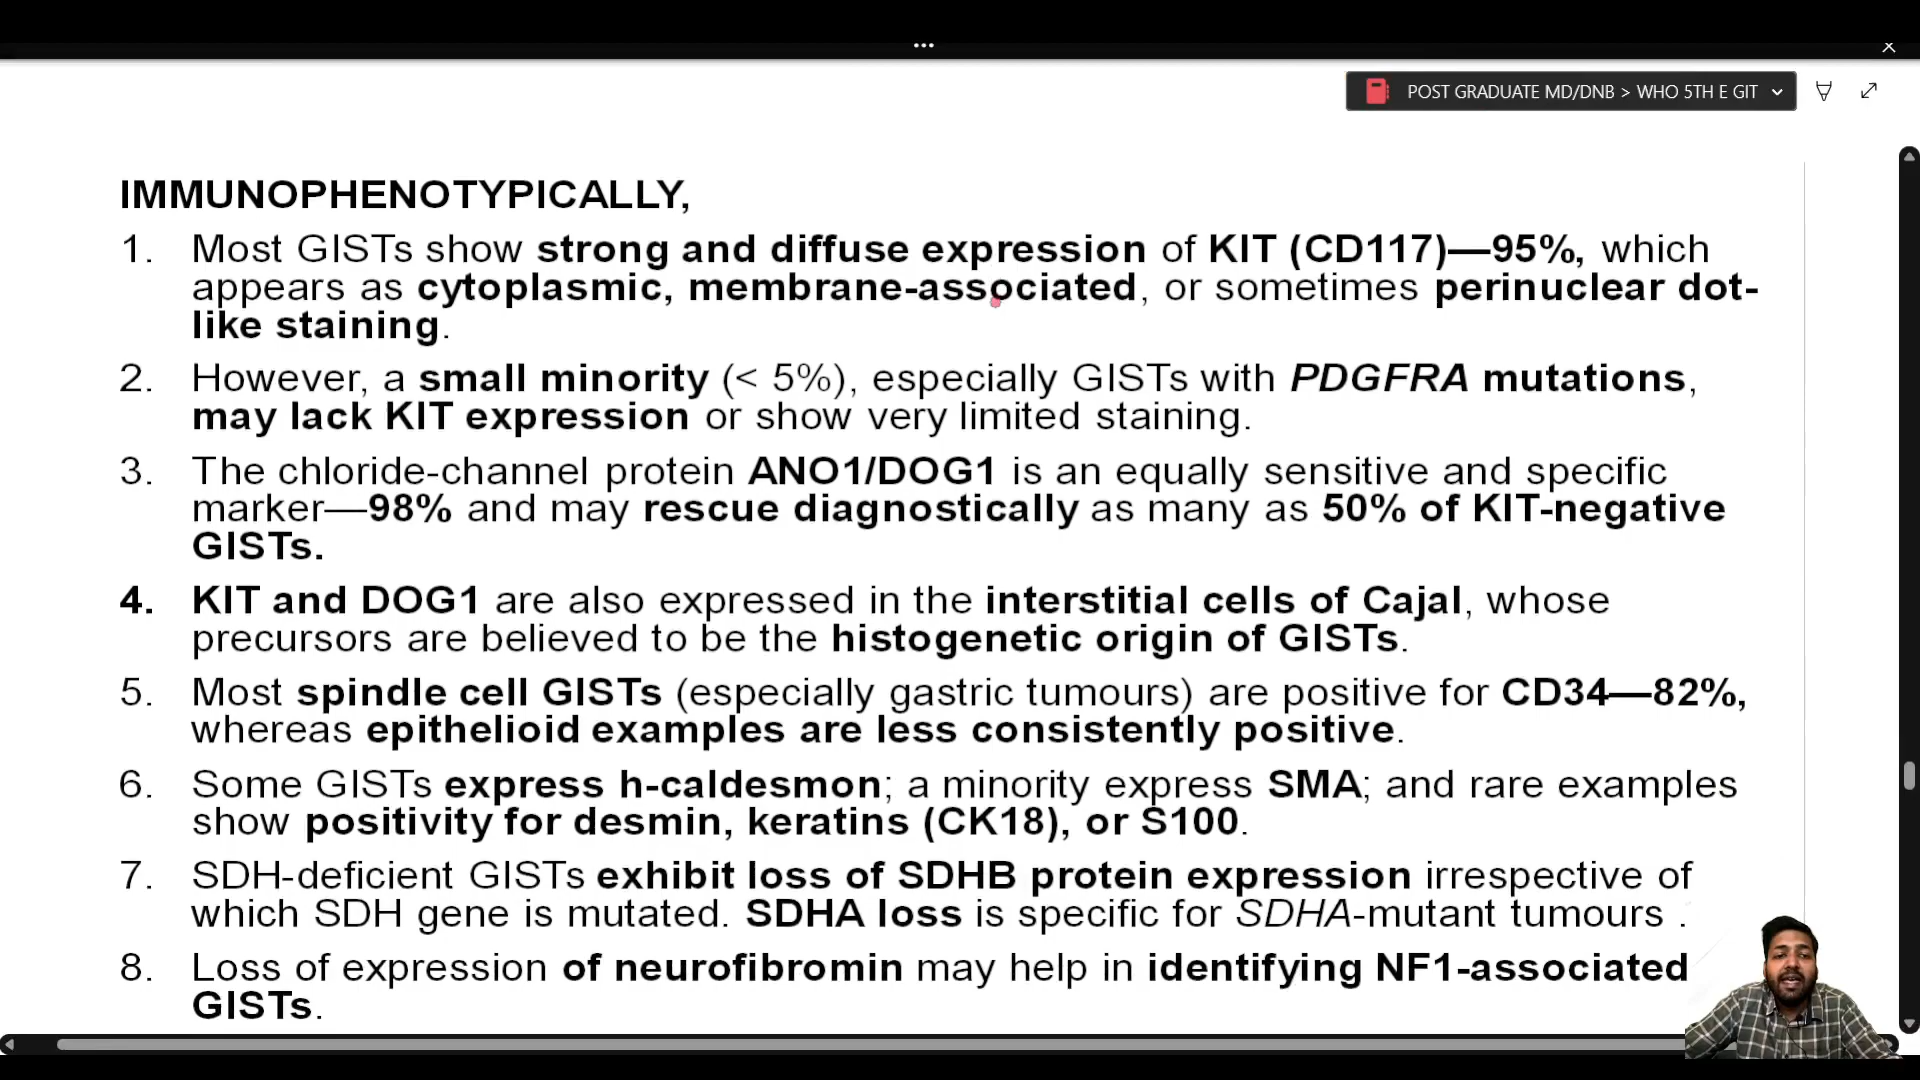 POST GRADUATE MD/DNB > WHO 5TH E GIT
IMMUNOPHENOTYPICALLY,
1. Most GISTs show strong and diffuse expression of KIT (CD117)—95%, which
appears as cytoplasmic, membrane-associated, or sometimes perinuclear dot-
like staining.
2. However, a small minority (< 5%), especially GISTs with PDGFRA mutations,
may lack KIT expression or show very limited staining.
3. The chloride-channel protein ANO1/DOG1 is an equally sensitive and specific
marker—98% and may rescue diagnostically as many as 50% of KIT-negative
GISTs.
4. KIT and DOG1 are also expressed in the interstitial cells of Cajal, whose
precursors are believed to be the histogenetic origin of GISTs.
5. Most spindle cell GISTs (especially gastric tumours) are positive for CD34—82%,
whereas epithelioid examples are less consistently positive.
6. Some GISTs express h-caldesmon; a minority express SMA; and rare examples
show positivity for desmin, keratins (CK18), or S100.
7. SDH-deficient GISTs exhibit loss of SDHB protein expression irrespective of
which SDH gene is mutated. SDHA loss is specific for SDHA-mutant tumours .
8. Loss of expression of neurofibromin may help in identifying NF1-associated
GISTs.